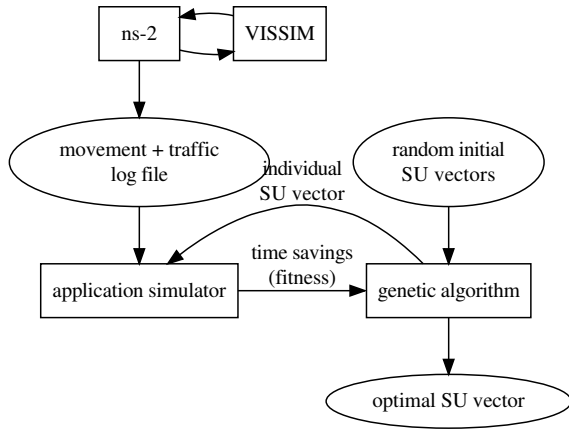 ns-2
VISSIM
movement + traffic
log file
random initial
SU vectors
individual
SU vector
time savings
(fitness)
application simulator
genetic algorithm
optimal SU vector